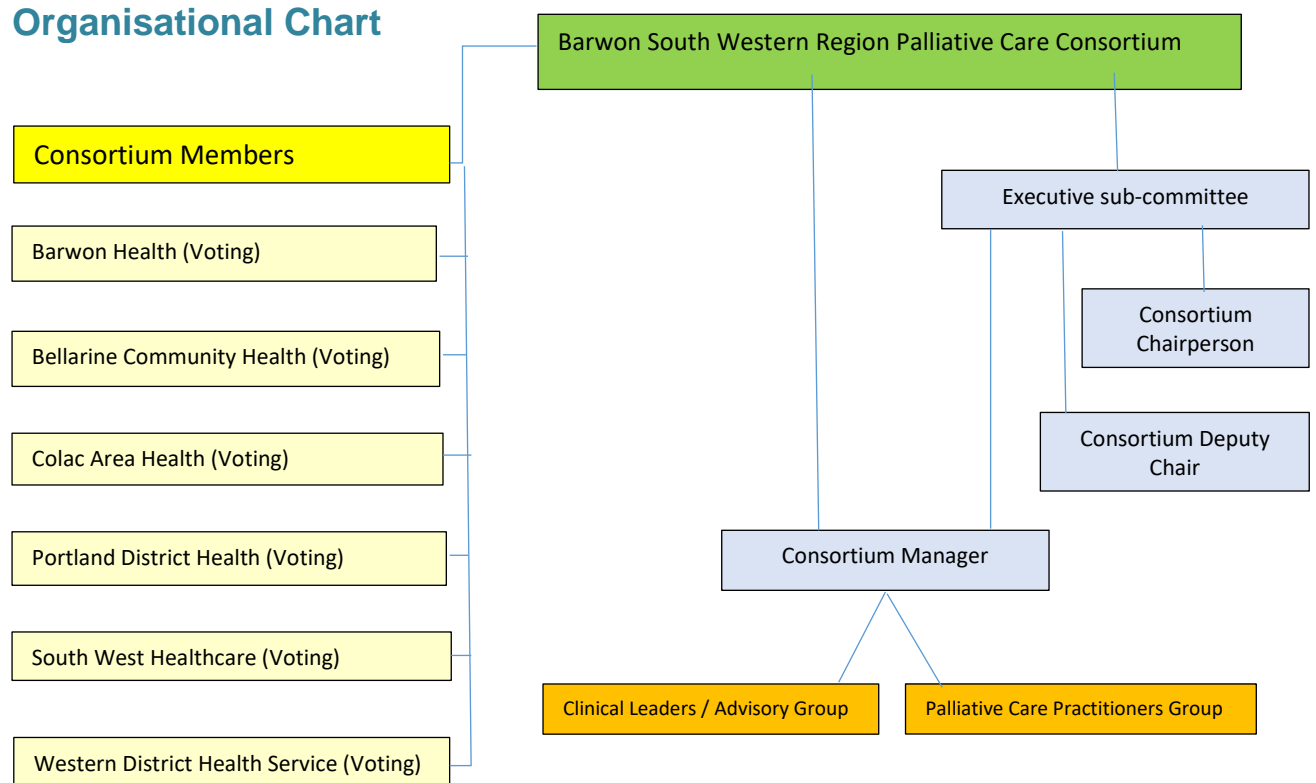 Organisational Chart
Barwon South Western Region Palliative Care Consortium
Consortium Members
Barwon Health (Voting)
Bellarine Community Health (Voting)
Colac Area Health (Voting)
Portland District Health (Voting)
South West Healthcare (Voting)
Western District Health Service (Voting)
Executive sub-committee
Consortium
Chairperson
Consortium Deputy
Chair
Consortium Manager
Clinical Leaders / Advisory Group
Palliative Care Practitioners Group